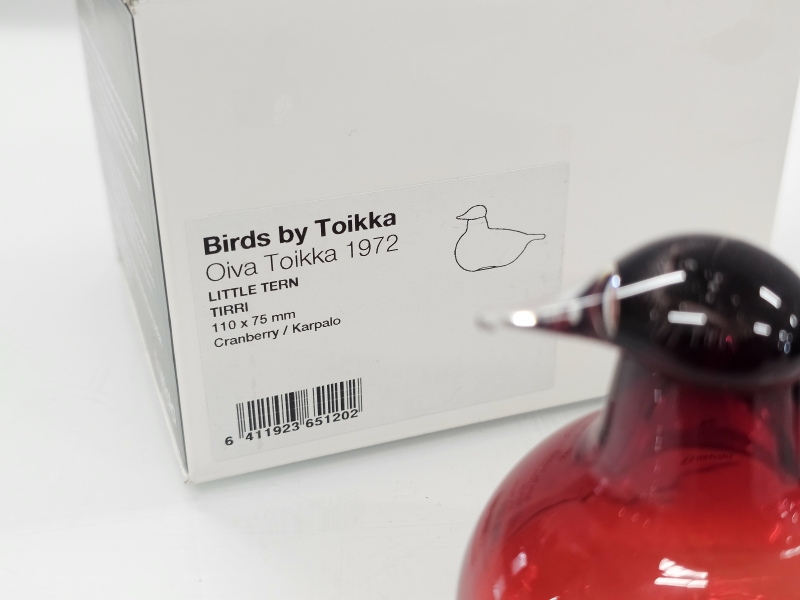 Birds by Toikka
Oiva Toikka 1972
LITTLE TERN
TIRRI
110 x 75 mm
Cranberry / Karpalo
6 411923 651202